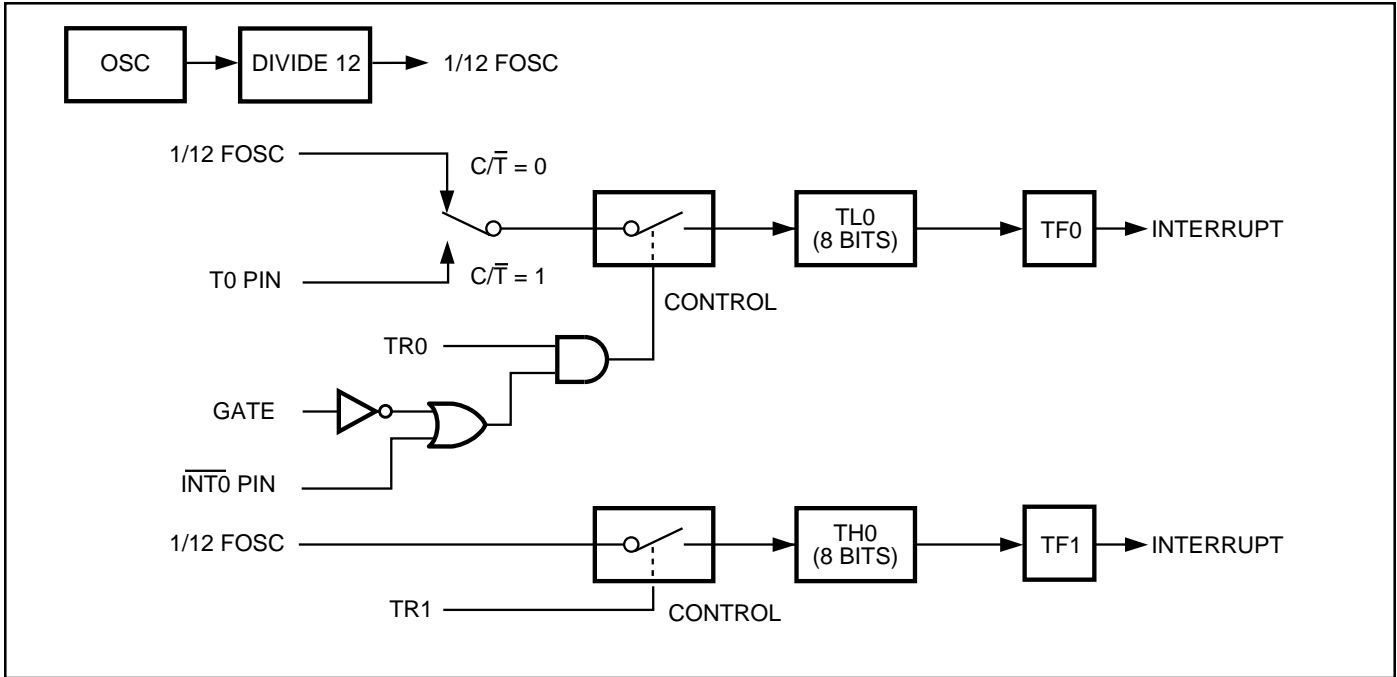 OSC
DIVIDE 12
1/12 FOSC
1/12 FOSC
C/T̅ = 0
TL0
(8 BITS)
TF0
INTERRUPT
T0 PIN
C/T̅ = 1
CONTROL
TR0
GATE
I̅N̅T̅0̅ PIN
1/12 FOSC
TH0
(8 BITS)
TF1
INTERRUPT
TR1
CONTROL